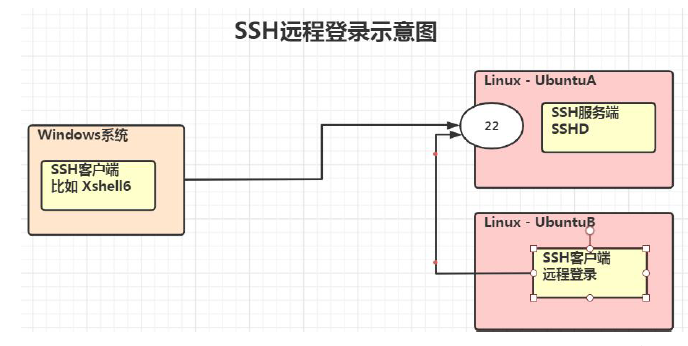 SSH远程登录示意图
Linux - UbuntuA
22
SSH服务端
SSHD
Windows系统
SSH客户端
比如 Xshell6
Linux - UbuntuB
SSH客户端
远程登录